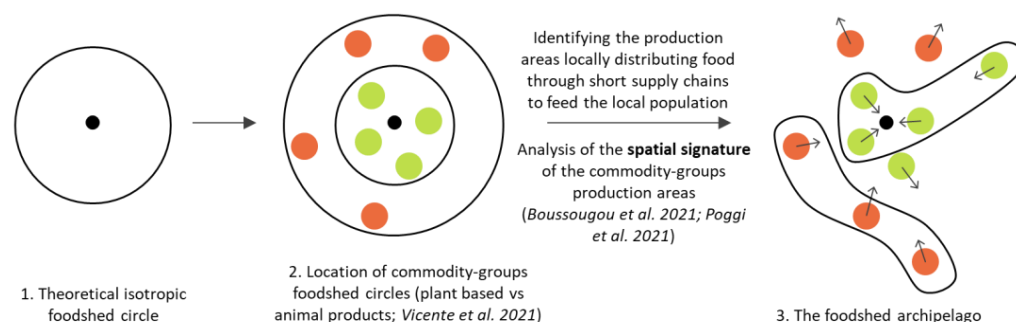 Identifying the production
areas locally distributing food
through short supply chains
to feed the local population
Analysis of the spatial signature
of the commodity-groups
production areas
(Boussougou et al. 2021; Poggi
et al. 2021)
1. Theoretical isotropic
foodshed circle
2. Location of commodity-groups
foodshed circles (plant based vs
animal products; Vicente et al. 2021)
3. The foodshed archipelago